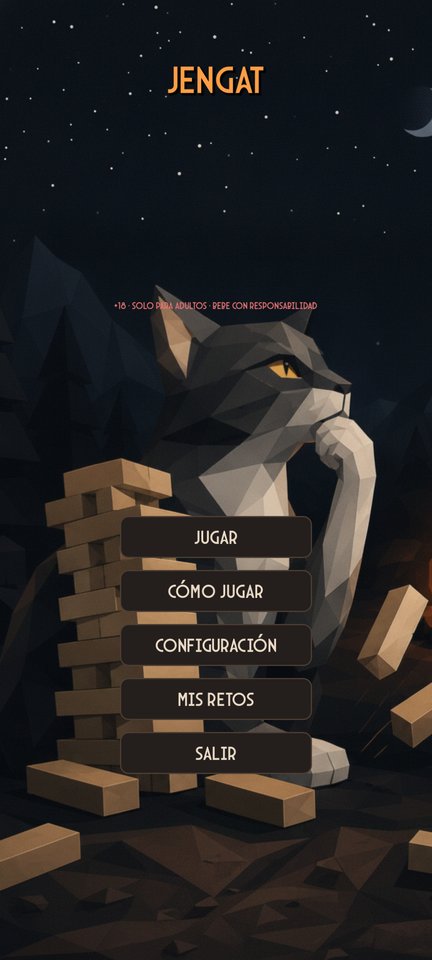 JENGAT
+18 · SOLO PARA ADULTOS · BEBE CON RESPONSABILIDAD
JUGAR
CÓMO JUGAR
CONFIGURACIÓN
MIS RETOS
SALIR